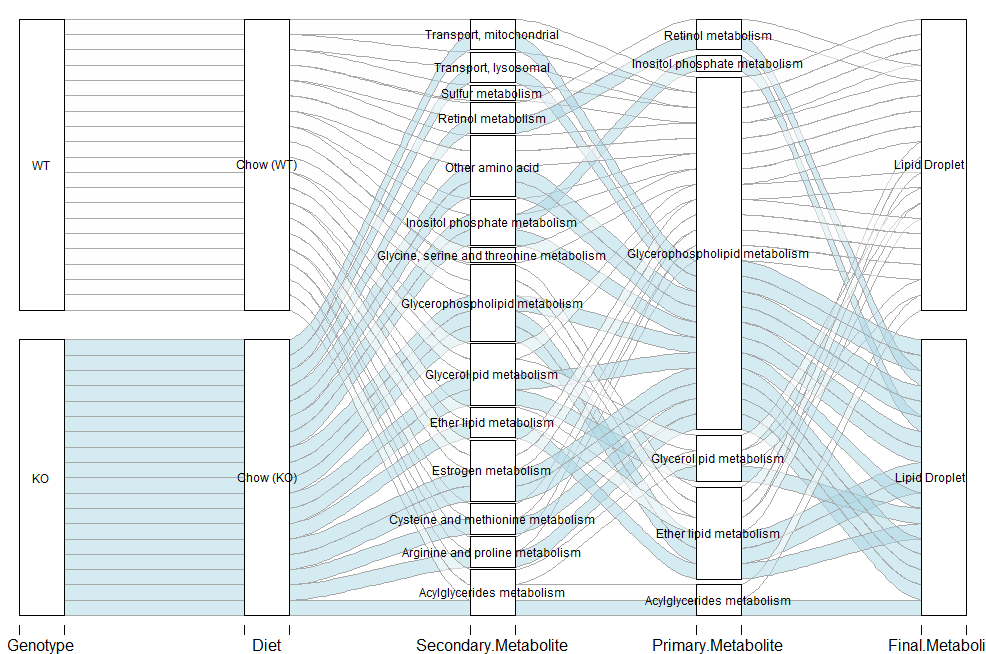 WT
KO
Chow (WT)
Chow (KO)
Transport, mitochondrial
Transport, lysosomal
Sulfur metabolism
Retinol metabolism
Other amino acid
Inositol phosphate metabolism
Glycine, serine and threonine metabolism
Glycerophospholipid metabolism
Glycerolipid metabolism
Ether lipid metabolism
Estrogen metabolism
Cysteine and methionine metabolism
Arginine and proline metabolism
Acylglycerides metabolism
Retinol metabolism
Inositol phosphate metabolism
Glycerophospholipid metabolism
Glycerolipid metabolism
Ether lipid metabolism
Acylglycerides metabolism
Lipid Droplet
Lipid Droplet
Genotype
Diet
Secondary.Metabolite
Primary.Metabolite
Final.Metaboli